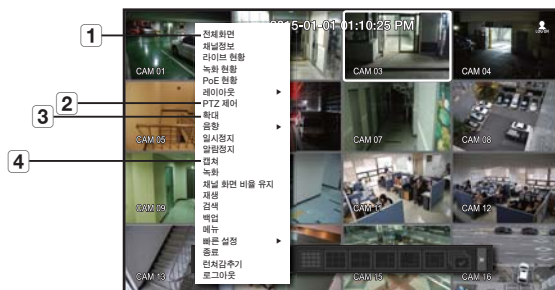 2015-01-01 01:10:25 PM
LOG ON
1
전체화면
채널정보
라이브 현황
녹화 현황
PoE 현황
레이아웃
2
PTZ 제어
3
확대
음향
일시정지
알람정지
4
캡쳐
녹화
채널 화면 비율 유지
재생
검색
백업
메뉴
빠른 설정
종료
런쳐감추기
로그아웃
CAM 01
CAM 03
CAM 04
CAM 05
CAM 07
CAM 08
CAM 09
CAM 11
CAM 12
CAM 13
CAM 15
CAM 16